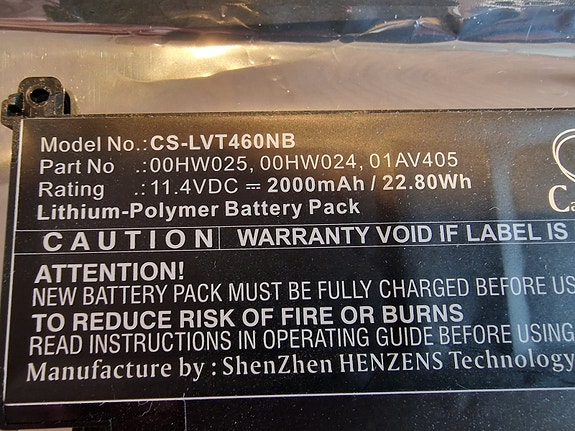 Model No.:CS-LVT460NB
Part No .:00HW025, 00HW024, 01AV405
Rating .:11.4VDC ⎓ 2000mAh / 22.80Wh
Lithium-Polymer Battery Pack
CAUTION WARRANTY VOID IF LABEL IS
ATTENTION!
NEW BATTERY PACK MUST BE FULLY CHARGED BEFORE
TO REDUCE RISK OF FIRE OR BURNS
READ INSTRUCTIONS IN OPERATING GUIDE BEFORE USING
Manufacture by : ShenZhen HENZENS Technology